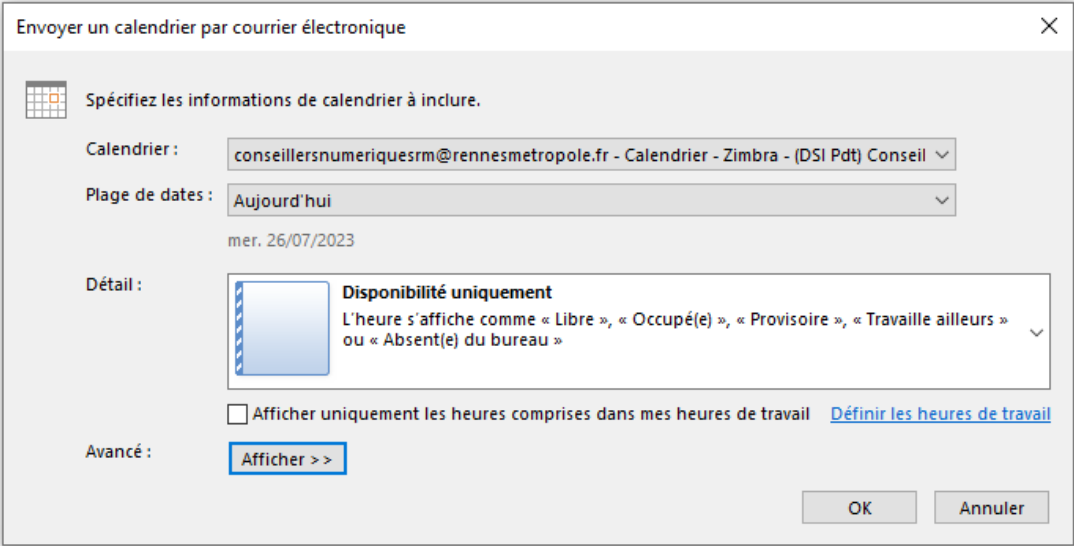 Envoyer un calendrier par courrier électronique
Spécifiez les informations de calendrier à inclure.
Calendrier :
conseillersnumeriquesrm@rennesmetropole.fr - Calendrier - Zimbra - (DSI Pdt) Conseil
Plage de dates :
Aujourd'hui
mer. 26/07/2023
Détail :
Disponibilité uniquement
L'heure s'affiche comme « Libre », « Occupé(e) », « Provisoire », « Travaille ailleurs »
ou « Absent(e) du bureau »
Afficher uniquement les heures comprises dans mes heures de travail Définir les heures de travail
Avancé :
Afficher >>
OK Annuler